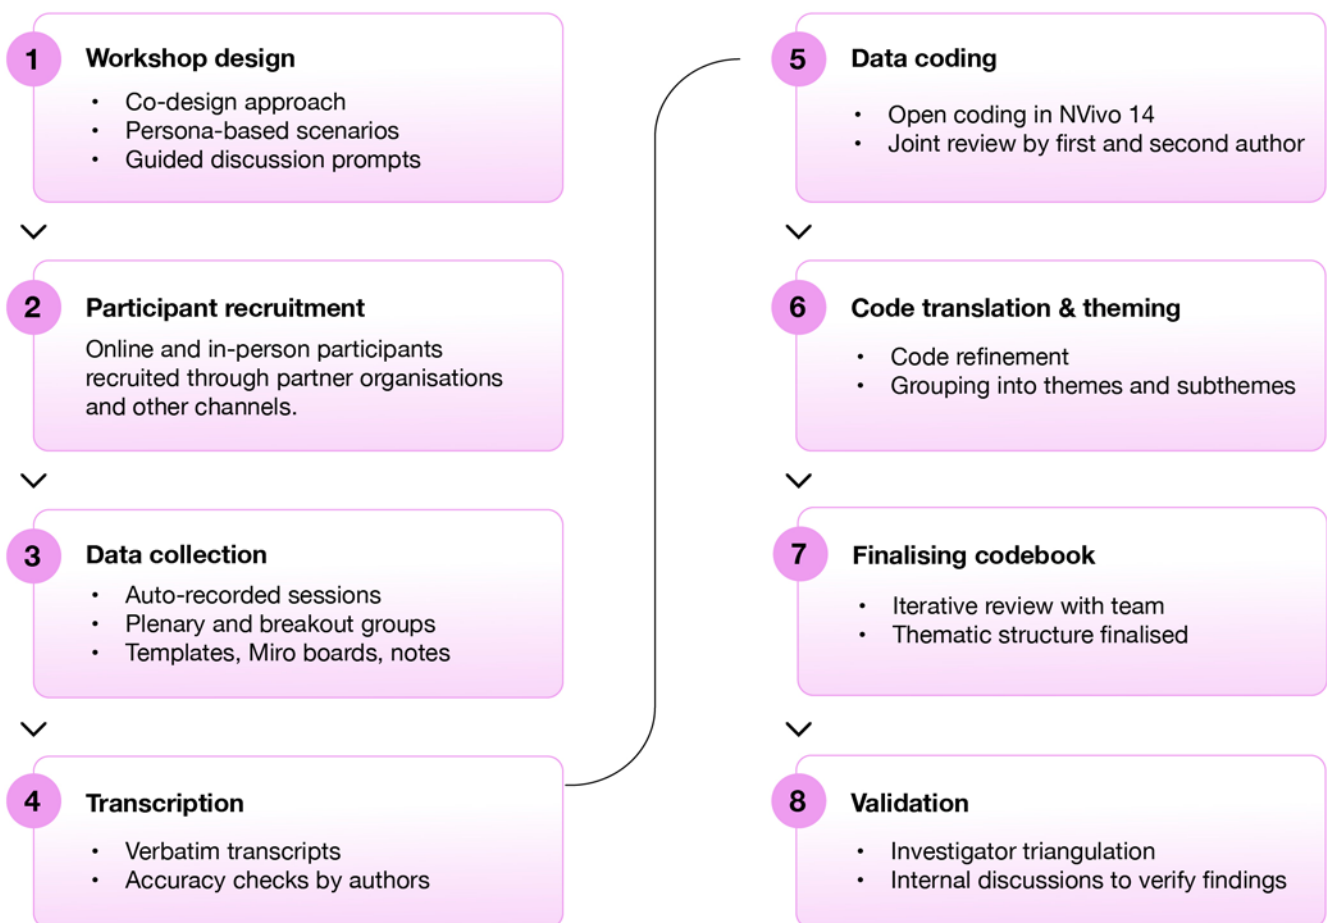 1
Workshop design
• Co-design approach
• Persona-based scenarios
• Guided discussion prompts
2
Participant recruitment
Online and in-person participants
recruited through partner organisations
and other channels.
3
Data collection
• Auto-recorded sessions
• Plenary and breakout groups
• Templates, Miro boards, notes
4
Transcription
• Verbatim transcripts
• Accuracy checks by authors
5
Data coding
• Open coding in NVivo 14
• Joint review by first and second author
6
Code translation & theming
• Code refinement
• Grouping into themes and subthemes
7
Finalising codebook
• Iterative review with team
• Thematic structure finalised
8
Validation
• Investigator triangulation
• Internal discussions to verify findings